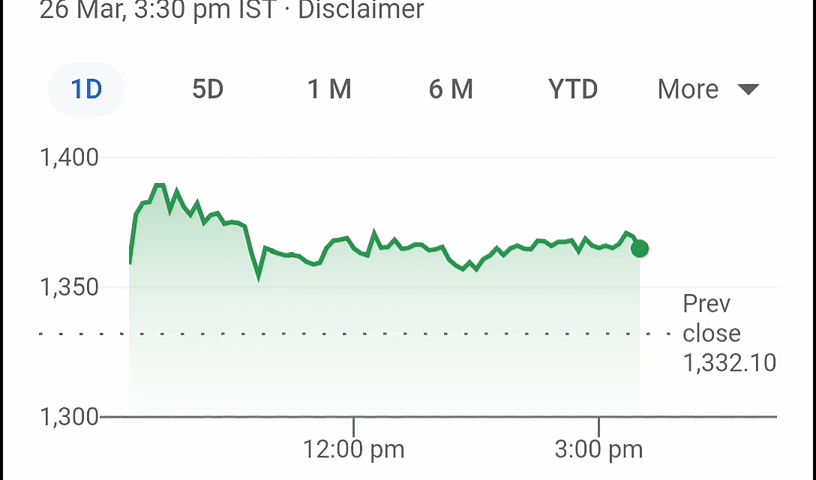 26 Mar, 3:30 pm IST · Disclaimer
1D 5D 1 M 6 M YTD More
1,400
1,350
Prev
close
1,332.10
1,300
12:00 pm 3:00 pm